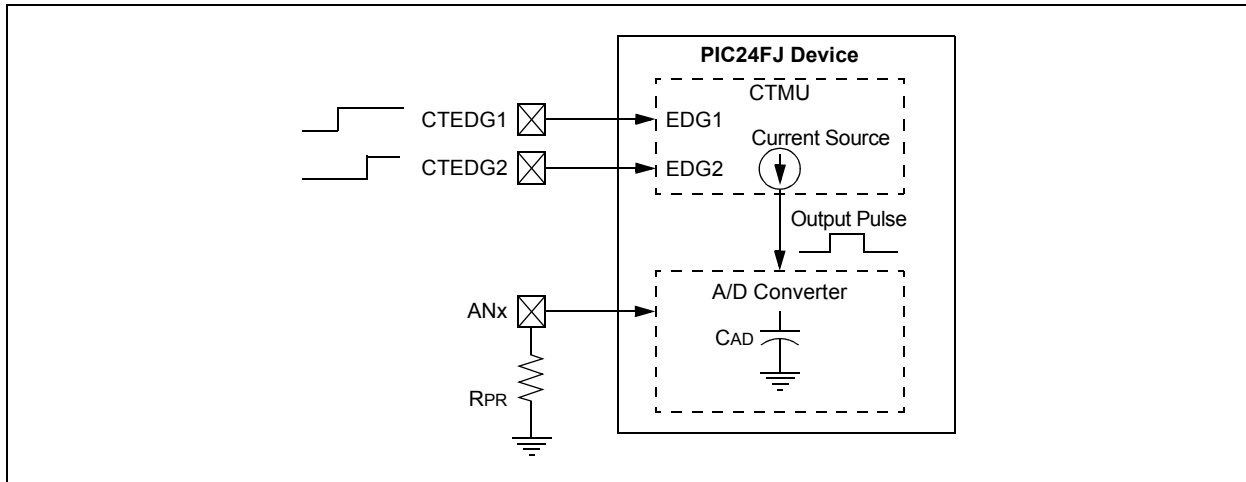 PIC24FJ Device
CTMU
CTEDG1
EDG1
Current Source
CTEDG2
EDG2
Output Pulse
A/D Converter
ANx
CAD
RPR